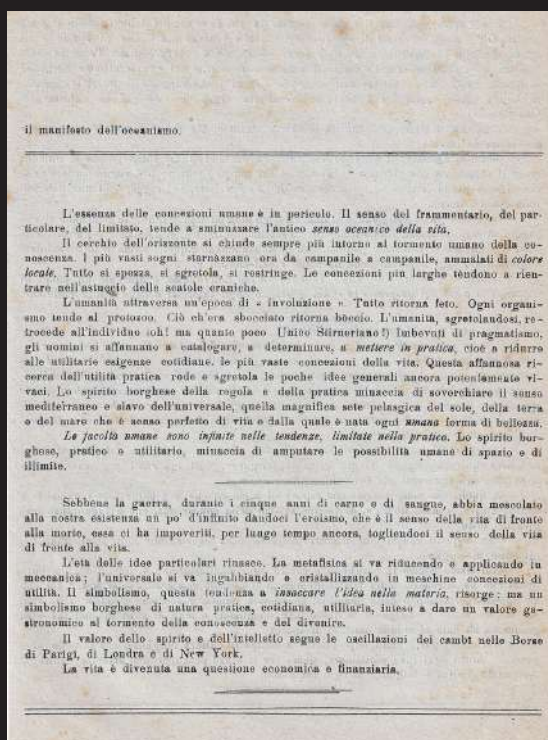 il manifesto dell'oceanismo.
L'essenza delle concezioni umane è in pericolo. Il senso del frammentario, del par-
ticolare, del limitato, tende a sminuzzare l'antico senso oceanico della vita.
Il cerchio dell'orizzonte si chiude sempre più intorno al tormento umano della co-
noscenza. I più vasti sogni starnazzano ora da campanile a campanile, ammalati di colore
locale. Tutto si spezza, si sgretola, si restringe. Le concezioni più larghe tendono a rien-
trare nell'astuccio delle scatole craniche.
L'umanità attraversa un'epoca di « involuzione ». Tutto ritorna feto. Ogni organi-
smo tende al protozoo. Ciò ch'era sbocciato ritorna bòccio. L'umanità, sgretolandosi, re-
trocede all'individuo (oh! ma quanto poco Unico Stirneriano!) Imbevuti di pragmatismo,
gli uomini si affannano a catalogare, a determinare, a mettere in pratica, cioè a ridurre
alle utilitarie esigenze cotidiane, le più vaste concezioni della vita. Questa affannosa ri-
cerca dell'utilità pratica rode e sgretola le poche idee generali ancora potentemente vi-
vaci. Lo spirito borghese della regola e della pratica minaccia di soverchiare il senso
mediterraneo e slavo dell'universale, quella magnifica sete pelasgica del sole, della terra
e del mare che è senso perfetto di vita e dalla quale è nata ogni umana forma di bellezza.
Le facoltà umane sono infinite nelle tendenze, limitate nella pratica. Lo spirito bor-
ghese, pratico e utilitario, minaccia di amputare le possibilità umane di spazio e di
illimite.
Sebbene la guerra, durante i cinque anni di carne e di sangue, abbia mescolato
alla nostra esistenza un po' d'infinito dandoci l'eroismo, che è il senso della vita di fronte
alla morte, essa ci ha impoveriti, per lungo tempo ancora, togliendoci il senso della vita
di fronte alla vita.
L'età delle idee particolari rinasce. La metafisica si va riducendo e applicando in
meccanica; l'universale si va ingabbiando e cristallizzando in meschine concezioni di
utilità. Il simbolismo, questa tendenza a insaccare l'idea nella materia, risorge: ma un
simbolismo borghese di natura pratica, cotidiana, utilitaria, inteso a dare un valore ga-
stronomico al tormento della conoscenza e del divenire.
Il valore dello spirito e dell'intelletto segue le oscillazioni dei cambi nelle Borse
di Parigi, di Londra e di New York.
La vita è divenuta una questione economica e finanziaria.